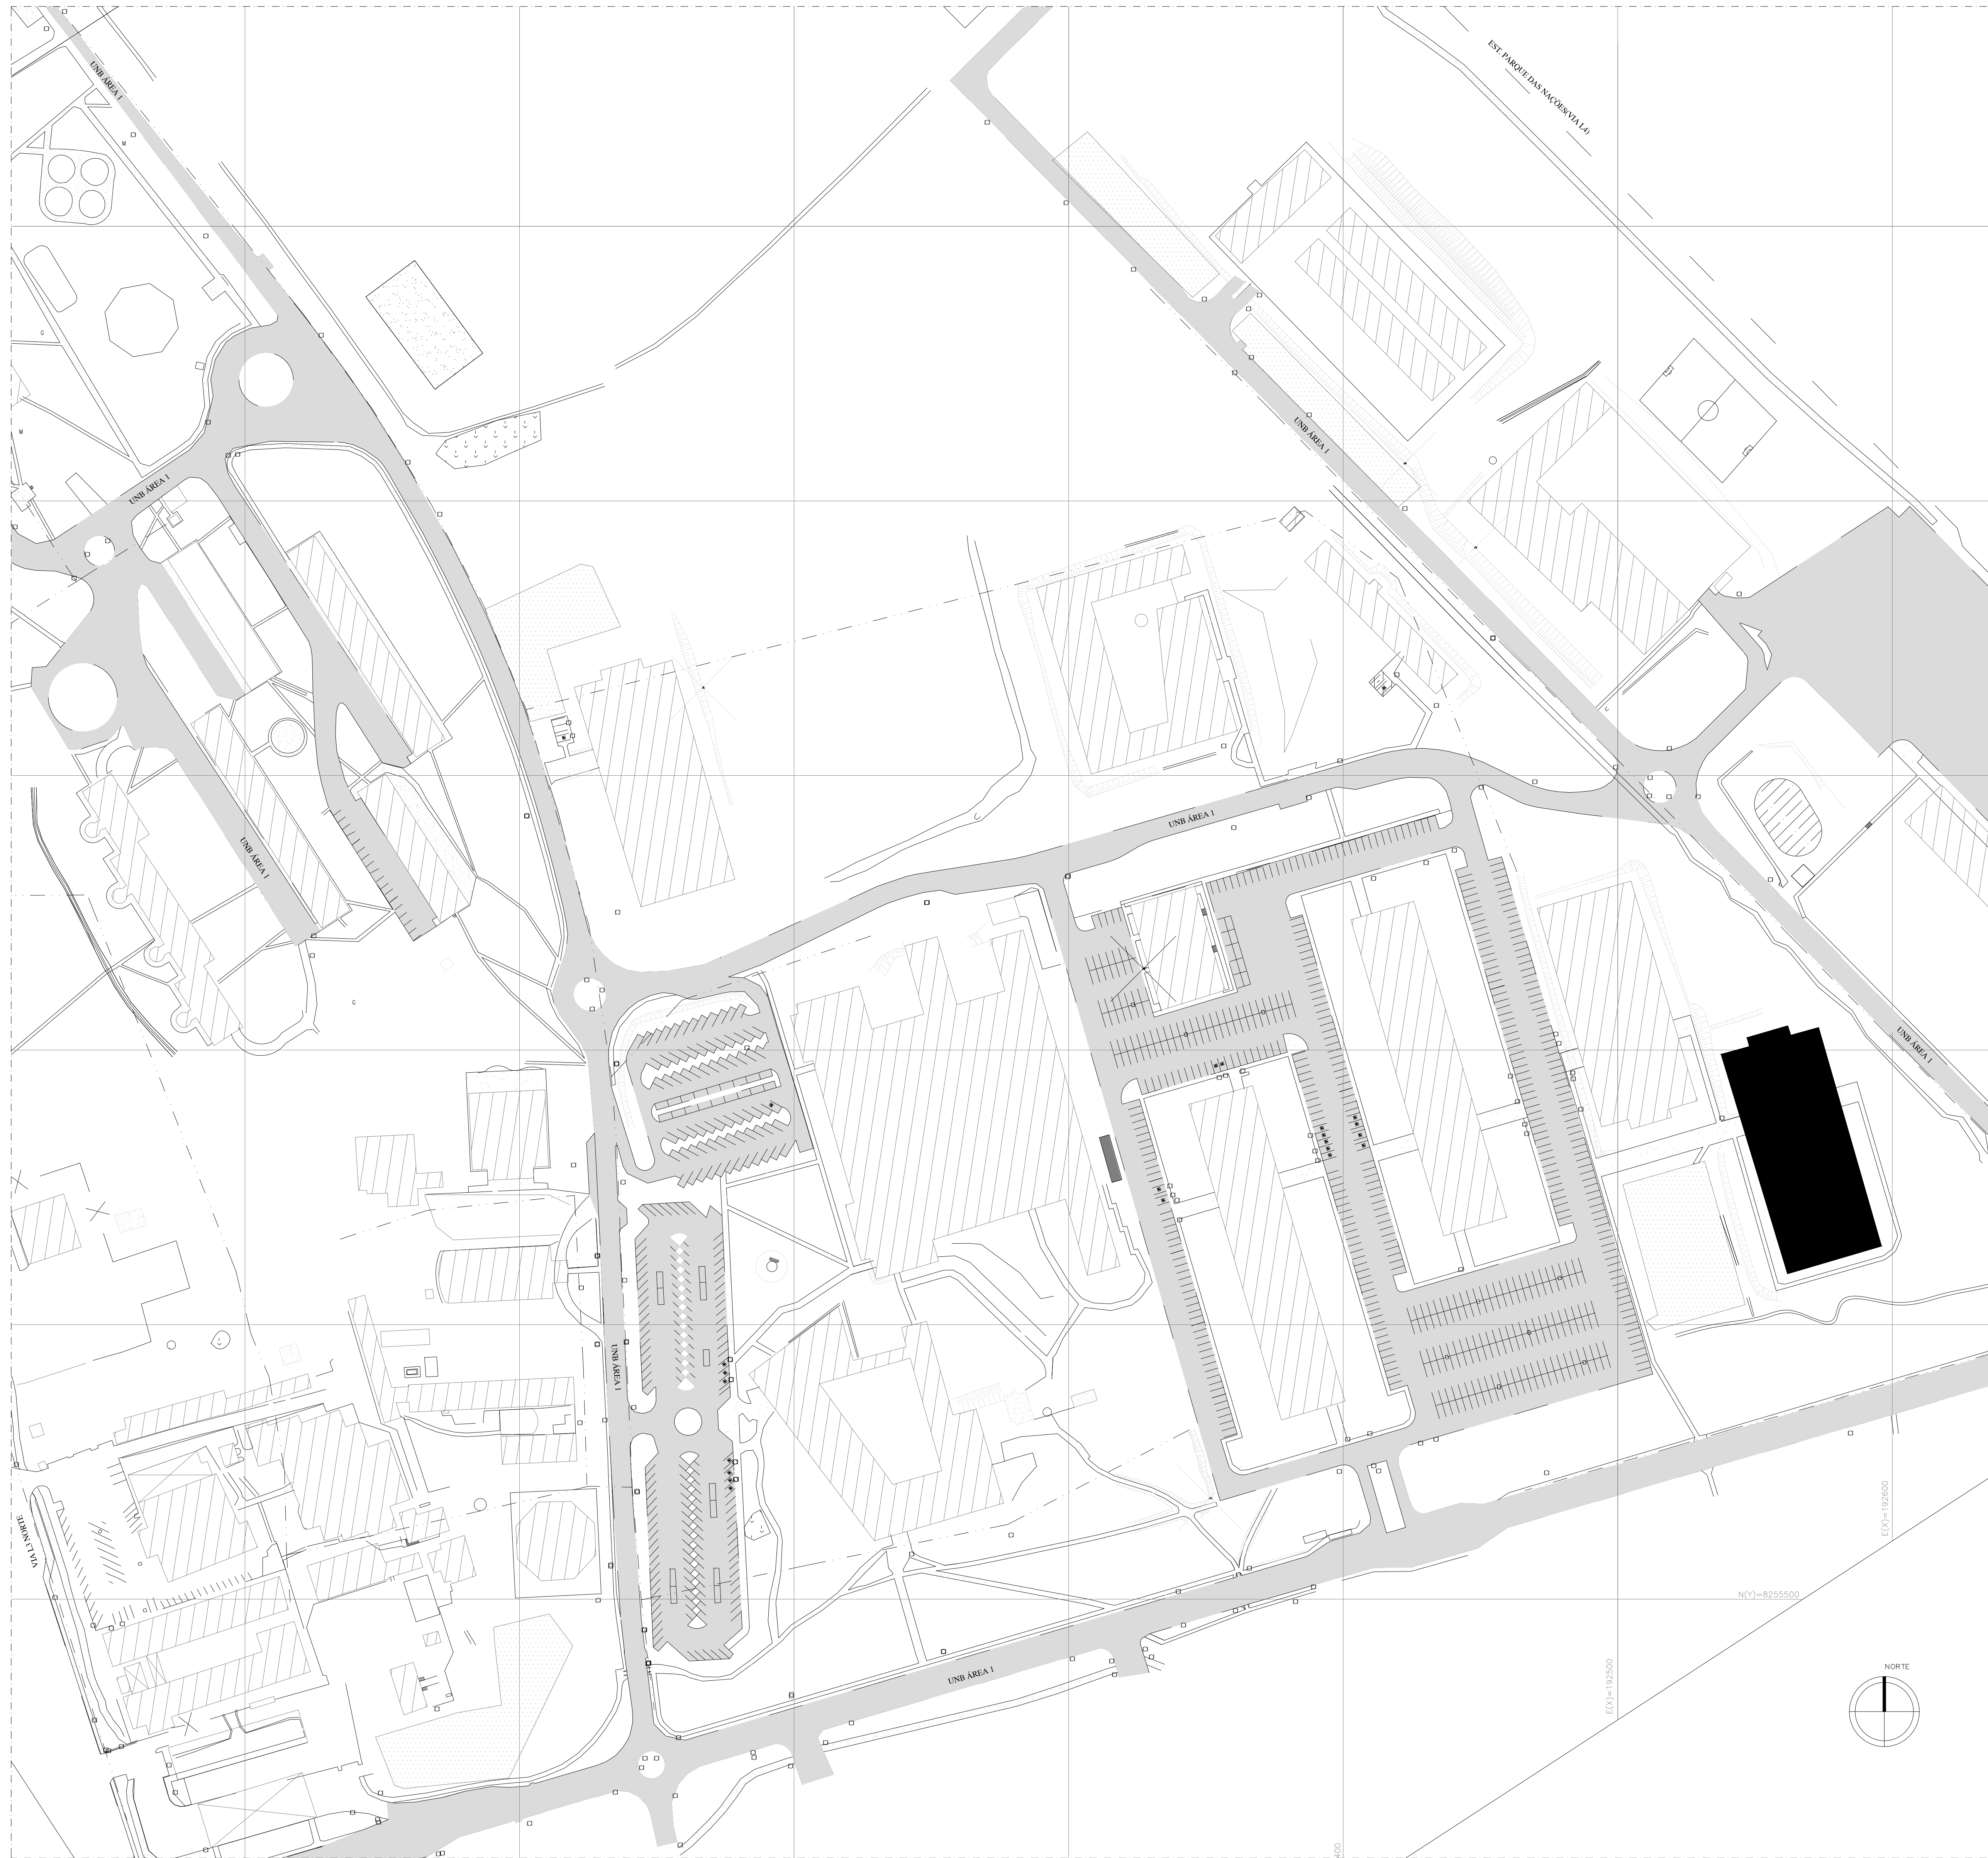 EST. PARQUE DAS NAÇÕES(VIA L4)
UNB ÁREA 1
M
G
UNB ÁREA 1
M
UNB ÁREA 1
UNB ÁREA 1
UNB ÁREA 1
UNB ÁREA 1
G
UNB ÁREA 1
UNB ÁREA 1
VIA L3 NORTE
E(X)=192600
N(Y)=8255500
UNB ÁREA 1
E(X)=192500
NORTE
400